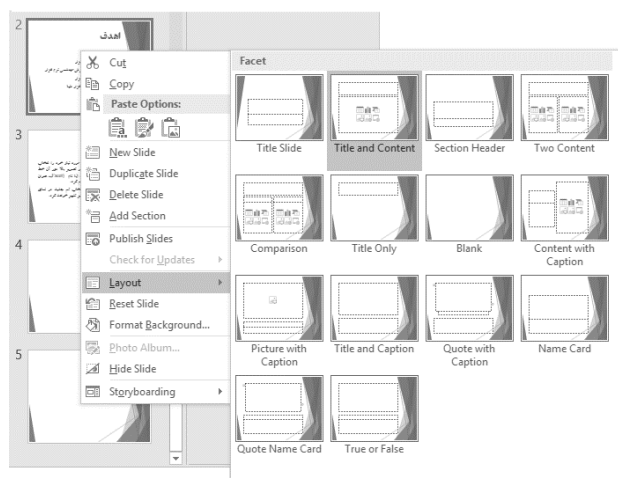 2
اهدف
3
4
5
Cut
Copy
Paste Options:
New Slide
Duplicate Slide
Delete Slide
Add Section
Publish Slides
Check for Updates
Layout
Reset Slide
Format Background...
Photo Album...
Hide Slide
Storyboarding
Facet
Title Slide
Title and Content
Section Header
Two Content
Comparison
Title Only
Blank
Content with
Caption
Picture with
Caption
Title and Caption
Quote with
Caption
Name Card
Quote Name Card
True or False